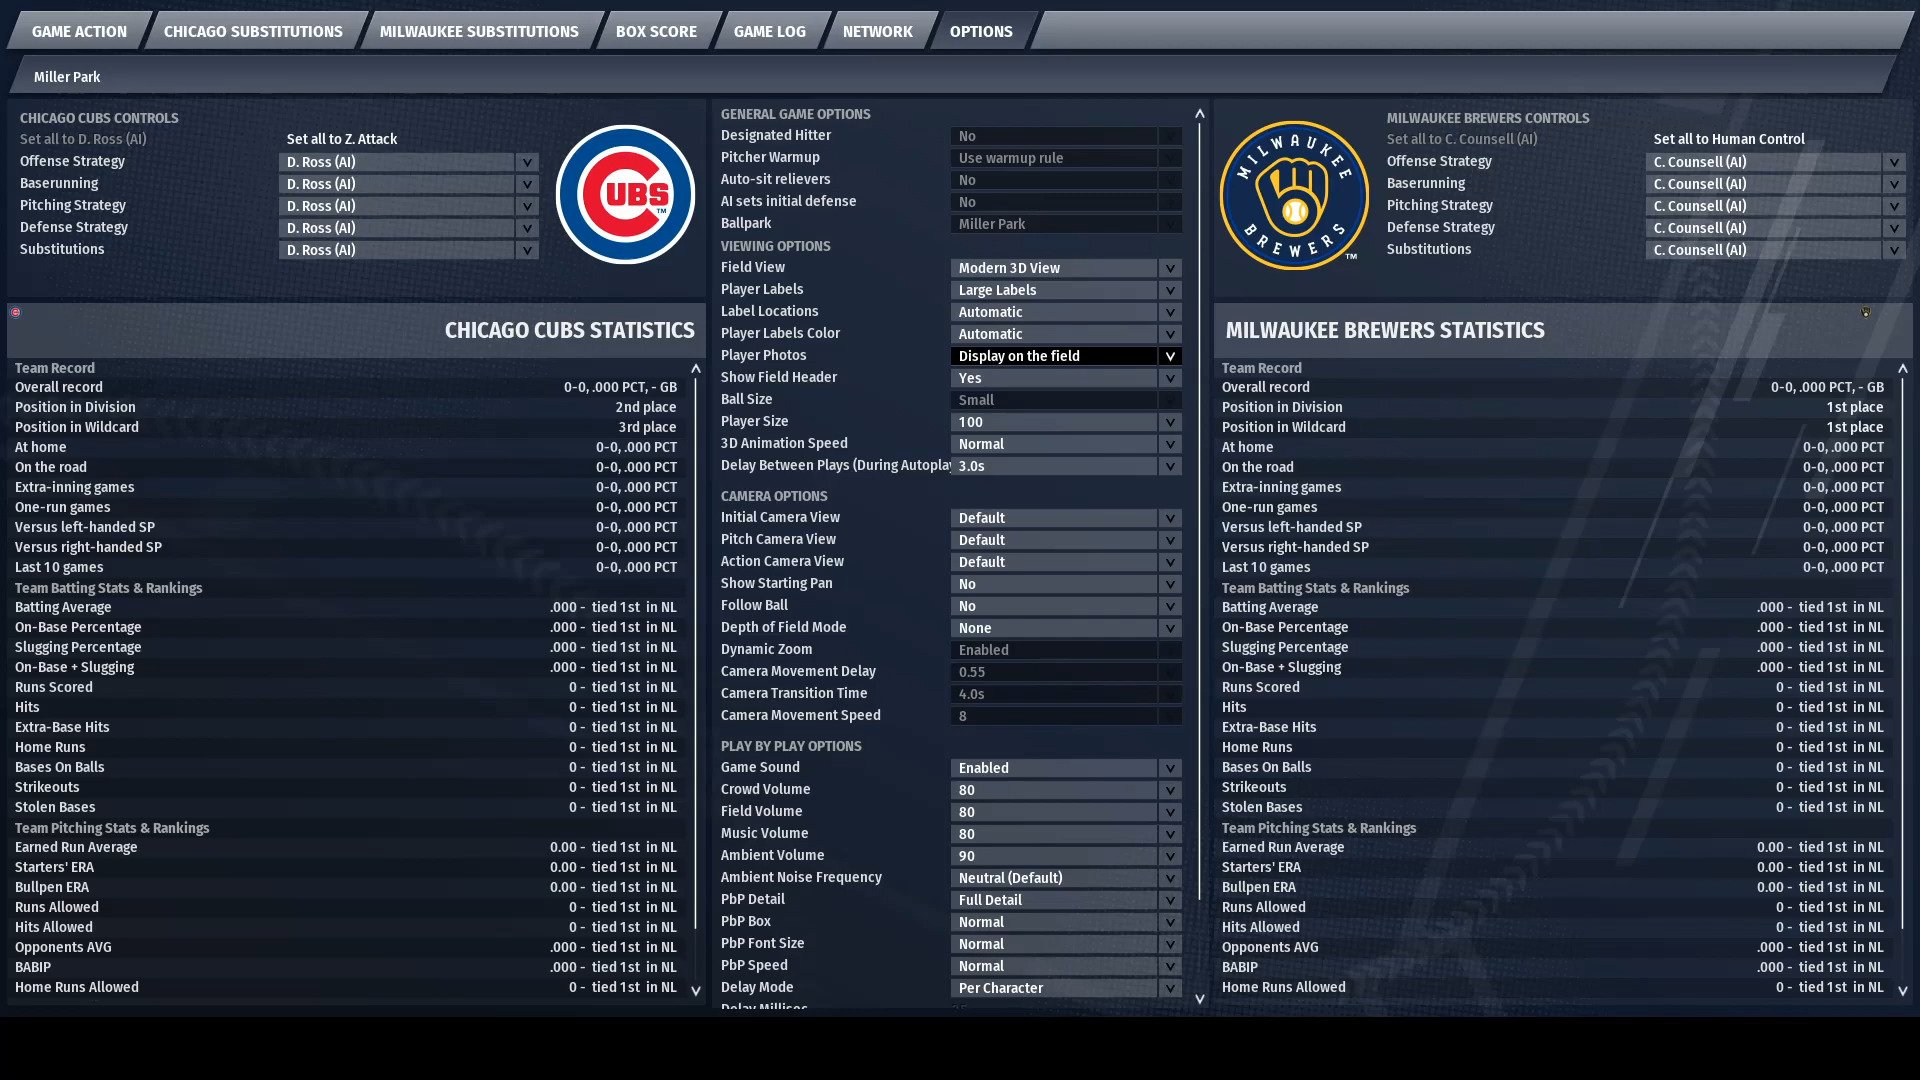 GAME ACTION
CHICAGO SUBSTITUTIONS
MILWAUKEE SUBSTITUTIONS
BOX SCORE
GAME LOG
NETWORK
OPTIONS
Miller Park
CHICAGO CUBS CONTROLS
Set all to D. Ross (AI) Set all to Z. Attack
Offense Strategy D. Ross (AI)
Baserunning D. Ross (AI)
Pitching Strategy D. Ross (AI)
Defense Strategy D. Ross (AI)
Substitutions D. Ross (AI)
CUBS TM
CHICAGO CUBS STATISTICS
Team Record
Overall record 0-0, .000 PCT, - GB
Position in Division 2nd place
Position in Wildcard 3rd place
At home 0-0, .000 PCT
On the road 0-0, .000 PCT
Extra-inning games 0-0, .000 PCT
One-run games 0-0, .000 PCT
Versus left-handed SP 0-0, .000 PCT
Versus right-handed SP 0-0, .000 PCT
Last 10 games 0-0, .000 PCT
Team Batting Stats & Rankings
Batting Average .000 - tied 1st in NL
On-Base Percentage .000 - tied 1st in NL
Slugging Percentage .000 - tied 1st in NL
On-Base + Slugging .000 - tied 1st in NL
Runs Scored 0 - tied 1st in NL
Hits 0 - tied 1st in NL
Extra-Base Hits 0 - tied 1st in NL
Home Runs 0 - tied 1st in NL
Bases On Balls 0 - tied 1st in NL
Strikeouts 0 - tied 1st in NL
Stolen Bases 0 - tied 1st in NL
Team Pitching Stats & Rankings
Earned Run Average 0.00 - tied 1st in NL
Starters' ERA 0.00 - tied 1st in NL
Bullpen ERA 0.00 - tied 1st in NL
Runs Allowed 0 - tied 1st in NL
Hits Allowed 0 - tied 1st in NL
Opponents AVG .000 - tied 1st in NL
BABIP .000 - tied 1st in NL
Home Runs Allowed 0 - tied 1st in NL
GENERAL GAME OPTIONS
Designated Hitter No
Pitcher Warmup Use warmup rule
Auto-sit relievers No
AI sets initial defense No
Ballpark Miller Park
VIEWING OPTIONS
Field View Modern 3D View
Player Labels Large Labels
Label Locations Automatic
Player Labels Color Automatic
Player Photos Display on the field
Show Field Header Yes
Ball Size Small
Player Size 100
3D Animation Speed Normal
Delay Between Plays (During Autoplay 3.0s
CAMERA OPTIONS
Initial Camera View Default
Pitch Camera View Default
Action Camera View Default
Show Starting Pan No
Follow Ball No
Depth of Field Mode None
Dynamic Zoom Enabled
Camera Movement Delay 0.55
Camera Transition Time 4.0s
Camera Movement Speed 8
PLAY BY PLAY OPTIONS
Game Sound Enabled
Crowd Volume 80
Field Volume 80
Music Volume 80
Ambient Volume 90
Ambient Noise Frequency Neutral (Default)
PbP Detail Full Detail
PbP Box Normal
PbP Font Size Normal
PbP Speed Normal
Delay Mode Per Character
MILWAUKEE BREWERS TM
MILWAUKEE BREWERS CONTROLS
Set all to C. Counsell (AI) Set all to Human Control
Offense Strategy C. Counsell (AI)
Baserunning C. Counsell (AI)
Pitching Strategy C. Counsell (AI)
Defense Strategy C. Counsell (AI)
Substitutions C. Counsell (AI)
MILWAUKEE BREWERS STATISTICS
Team Record
Overall record 0-0, .000 PCT, - GB
Position in Division 1st place
Position in Wildcard 1st place
At home 0-0, .000 PCT
On the road 0-0, .000 PCT
Extra-inning games 0-0, .000 PCT
One-run games 0-0, .000 PCT
Versus left-handed SP 0-0, .000 PCT
Versus right-handed SP 0-0, .000 PCT
Last 10 games 0-0, .000 PCT
Team Batting Stats & Rankings
Batting Average .000 - tied 1st in NL
On-Base Percentage .000 - tied 1st in NL
Slugging Percentage .000 - tied 1st in NL
On-Base + Slugging .000 - tied 1st in NL
Runs Scored 0 - tied 1st in NL
Hits 0 - tied 1st in NL
Extra-Base Hits 0 - tied 1st in NL
Home Runs 0 - tied 1st in NL
Bases On Balls 0 - tied 1st in NL
Strikeouts 0 - tied 1st in NL
Stolen Bases 0 - tied 1st in NL
Team Pitching Stats & Rankings
Earned Run Average 0.00 - tied 1st in NL
Starters' ERA 0.00 - tied 1st in NL
Bullpen ERA 0.00 - tied 1st in NL
Runs Allowed 0 - tied 1st in NL
Hits Allowed 0 - tied 1st in NL
Opponents AVG .000 - tied 1st in NL
BABIP .000 - tied 1st in NL
Home Runs Allowed 0 - tied 1st in NL